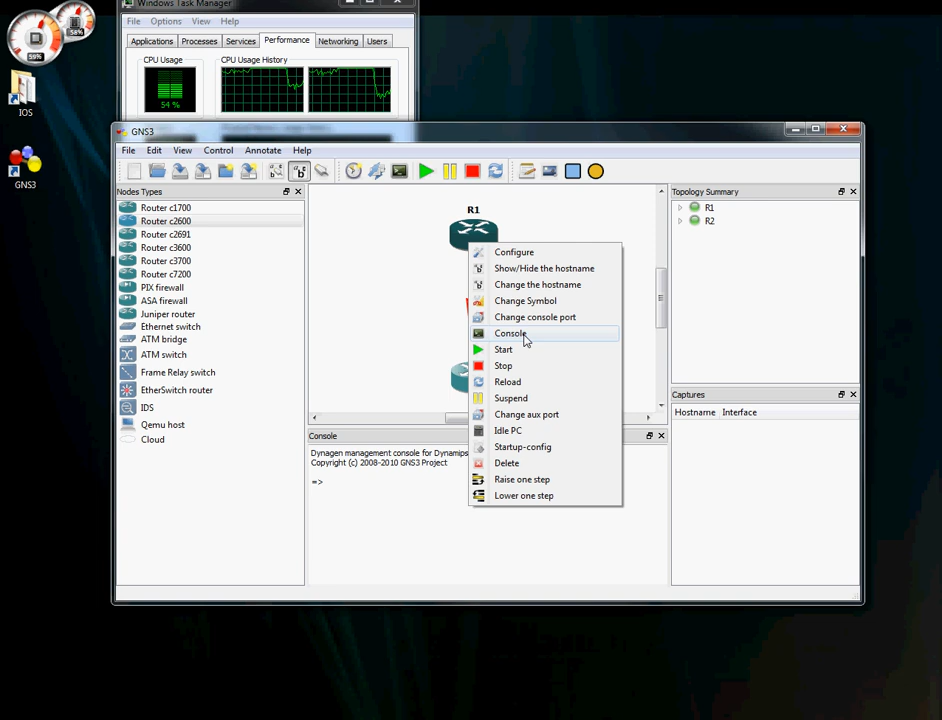 Windows Task Manager
File Options View Help
Applications Processes Services Performance Networking Users
CPU Usage
CPU Usage History
54 %
59%
58%
IOS
GNS3
GNS3
File Edit View Control Annotate Help
Nodes Types
Router c1700
Router c2600
Router c2691
Router c3600
Router c3700
Router c7200
PIX firewall
ASA firewall
Juniper router
Ethernet switch
ATM bridge
ATM switch
Frame Relay switch
EtherSwitch router
IDS
Qemu host
Cloud
R1
Configure
Show/Hide the hostname
Change the hostname
Change Symbol
Change console port
Console
Start
Stop
Reload
Suspend
Change aux port
Idle PC
Startup-config
Delete
Raise one step
Lower one step
Console
Dynagen management console for Dynamips
Copyright (c) 2008-2010 GNS3 Project
=>
Topology Summary
R1
R2
Captures
Hostname Interface